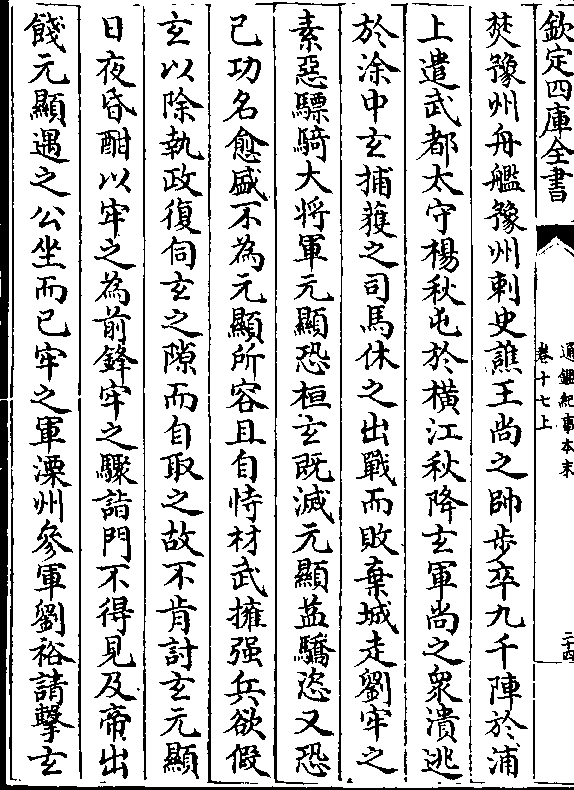 欽定四庫全書
通鑑紀事本末
卷十七上
二十四
焚豫州舟艦豫州刺史譙王尚之帥步卒九千陣於浦
上遣武都太守楊秋屯於橫江秋降玄軍尚之衆潰逃
於涂中玄捕獲之司馬休之出戰而敗棄城走劉牢之
素惡驃騎大將軍元顯恐桓玄既滅元顯益驕恣又恐
己功名愈盛不為元顯所容且自恃材武擁强兵欲假
玄以除執政復伺玄之隙而自取之故不肯討玄元顯
日夜昏酣以牢之為前鋒牢之驟詣門不得見及帝出
餞元顯遇之公坐而已牢之軍溧州參軍劉裕請擊玄